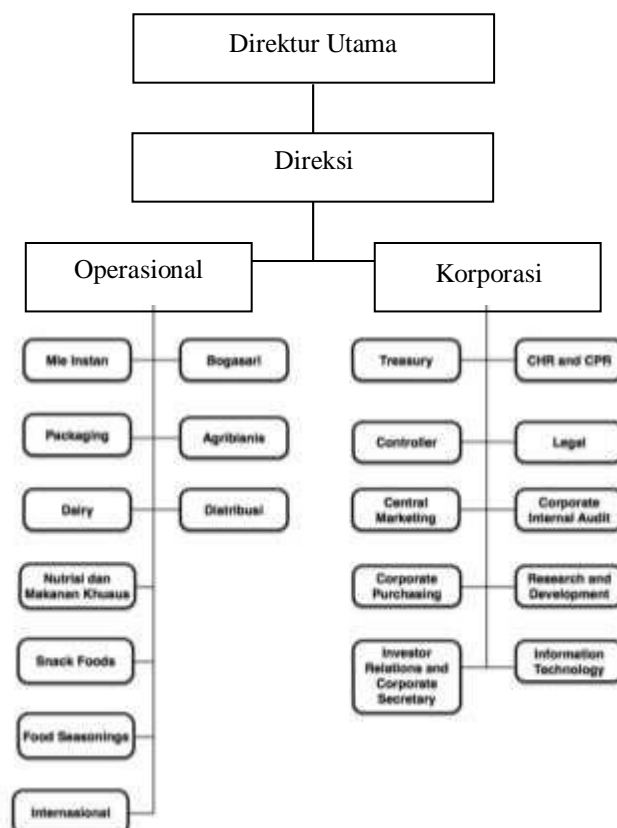 Direktur Utama
Direksi
Operasional
Korporasi
Mie Instan
Bogasari
Packaging
Agribisnis
Dairy
Distribusi
Nutrisi dan
Makanan Khusus
Snack Foods
Food Seasonings
Internasional
Treasury
CHR and CPR
Controller
Legal
Central
Marketing
Corporate
Internal Audit
Corporate
Purchasing
Research and
Development
Investor
Relations and
Corporate
Secretary
Information
Technology